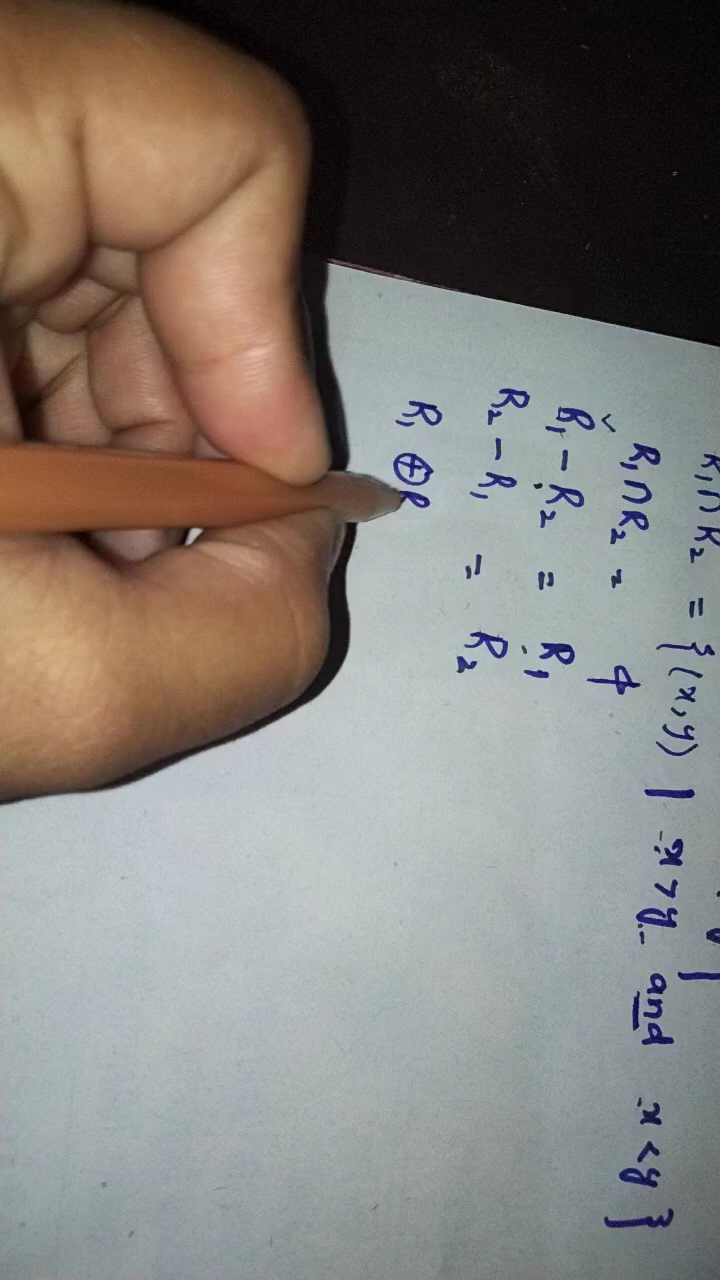 R₁∩R₂ = {(x,y) | x>y and x<y}
R₁∩R₂ = ϕ
R₁-R₂ = R₁
R₂-R₁ = R₂
R₁ ⊕ R